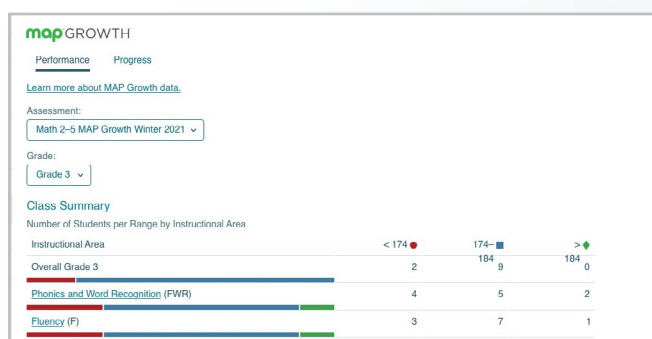 map GROWTH
Performance Progress
Learn more about MAP Growth data.
Assessment:
Math 2–5 MAP Growth Winter 2021
Grade:
Grade 3
Class Summary
Number of Students per Range by Instructional Area
Instructional Area < 174 174–184 > 184
Overall Grade 3 2 9 0
Phonics and Word Recognition (FWR) 4 5 2
Fluency (F) 3 7 1